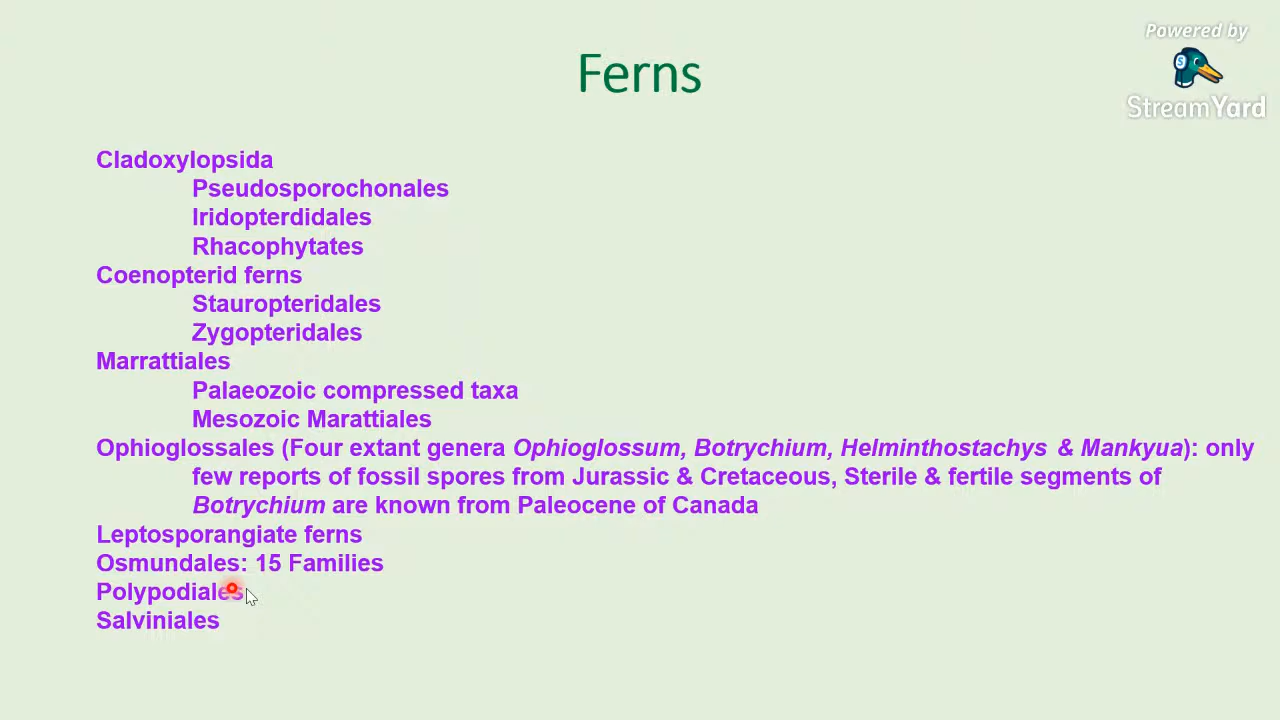 Powered by
StreamYard
Ferns
Cladoxylopsida
Pseudosporochonales
Iridopterdidales
Rhacophytates
Coenopterid ferns
Stauropteridales
Zygopteridales
Marrattiales
Palaeozoic compressed taxa
Mesozoic Marattiales
Ophioglossales (Four extant genera Ophioglossum, Botrychium, Helminthostachys & Mankyua): only
few reports of fossil spores from Jurassic & Cretaceous, Sterile & fertile segments of
Botrychium are known from Paleocene of Canada
Leptosporangiate ferns
Osmundales: 15 Families
Polypodiales
Salviniales